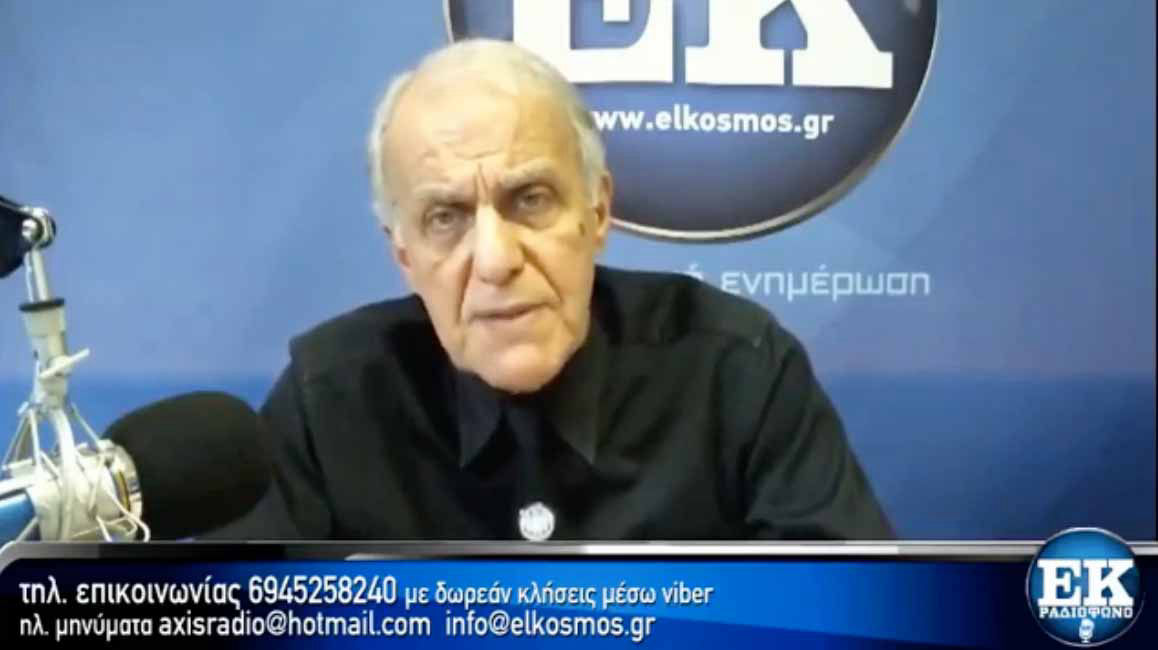 ΕΚ
www.elkosmos.gr
ενημέρωση
τηλ. επικοινωνίας 6945258240 με δωρεάν κλήσεις μέσω viber
ηλ. μηνύματα axisradio@hotmail.com info@elkosmos.gr
ΕΚ
ΡΑΔΙΟΦΩΝΟ